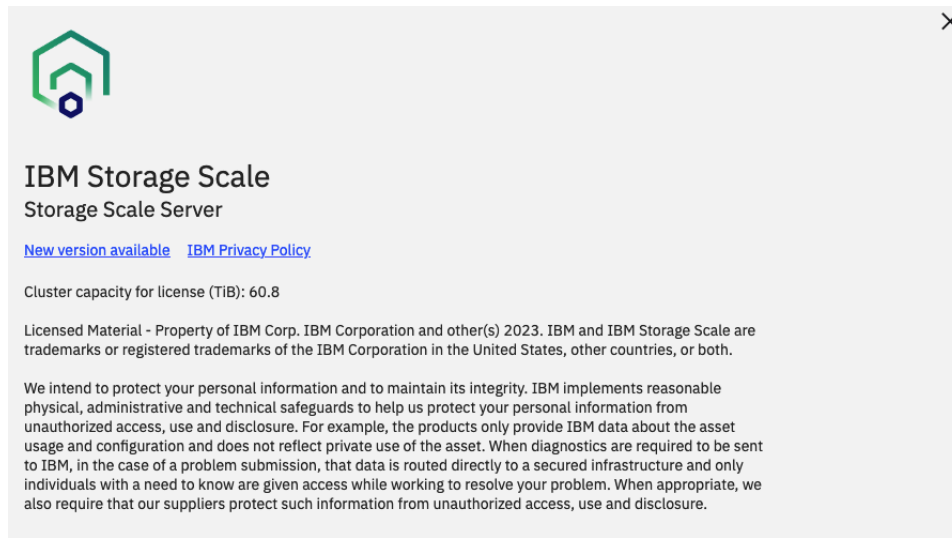 IBM Storage Scale
Storage Scale Server
New version available IBM Privacy Policy
Cluster capacity for license (TiB): 60.8
Licensed Material - Property of IBM Corp. IBM Corporation and other(s) 2023. IBM and IBM Storage Scale are
trademarks or registered trademarks of the IBM Corporation in the United States, other countries, or both.
We intend to protect your personal information and to maintain its integrity. IBM implements reasonable
physical, administrative and technical safeguards to help us protect your personal information from
unauthorized access, use and disclosure. For example, the products only provide IBM data about the asset
usage and configuration and does not reflect private use of the asset. When diagnostics are required to be sent
to IBM, in the case of a problem submission, that data is routed directly to a secured infrastructure and only
individuals with a need to know are given access while working to resolve your problem. When appropriate, we
also require that our suppliers protect such information from unauthorized access, use and disclosure.